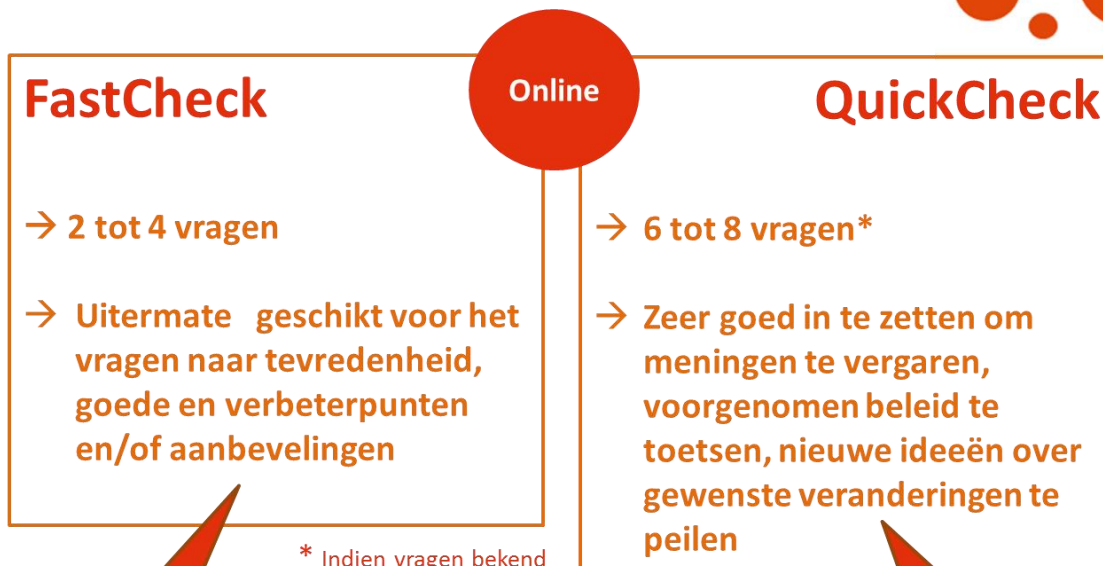 Online
FastCheck
→ 2 tot 4 vragen
→ Uitermate geschikt voor het
vragen naar tevredenheid,
goede en verbeterpunten
en/of aanbevelingen
* Indien vragen bekend
QuickCheck
→ 6 tot 8 vragen*
→ Zeer goed in te zetten om
meningen te vergaren,
voorgenomen beleid te
toetsen, nieuwe ideeën over
gewenste veranderingen te
peilen